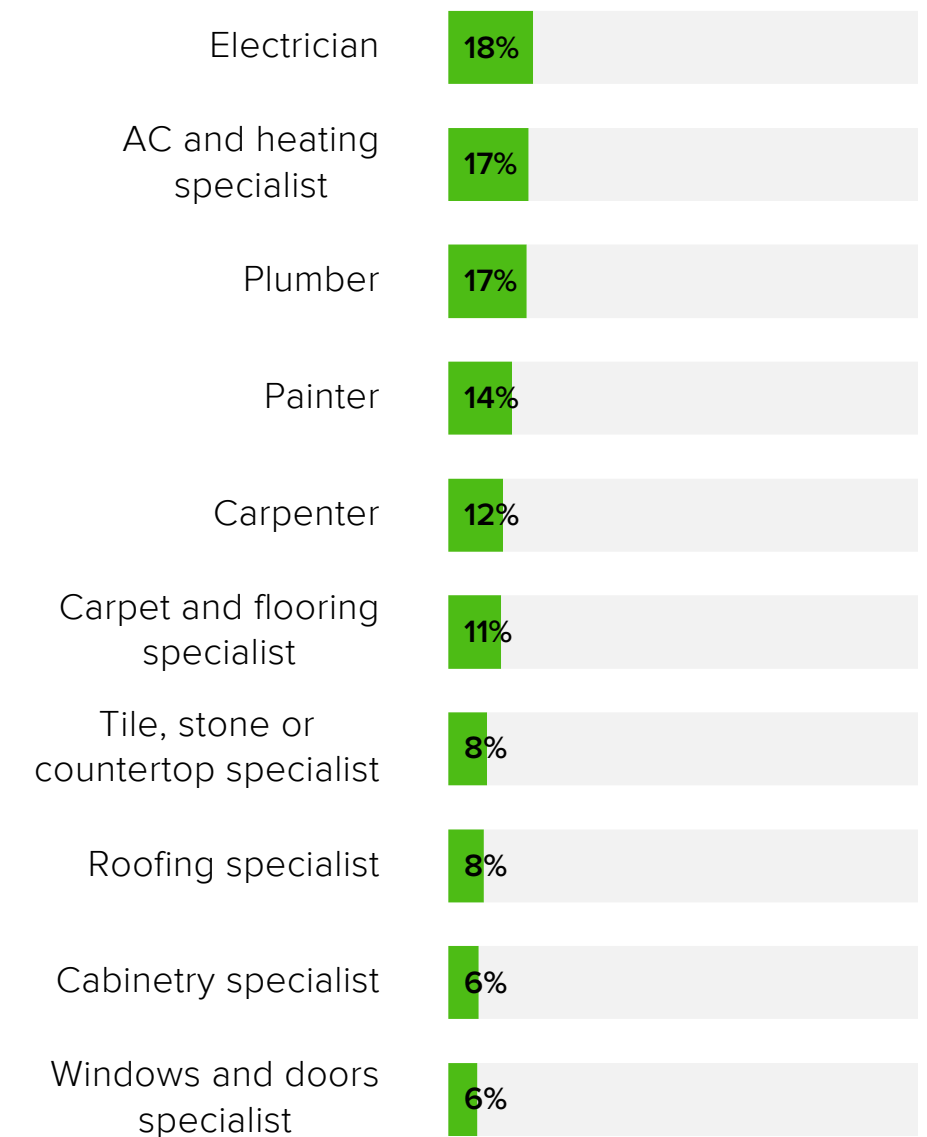 Electrician
18%
AC and heating
specialist
17%
Plumber
17%
Painter
14%
Carpenter
12%
Carpet and flooring
specialist
11%
Tile, stone or
countertop specialist
8%
Roofing specialist
8%
Cabinetry specialist
6%
Windows and doors
specialist
6%